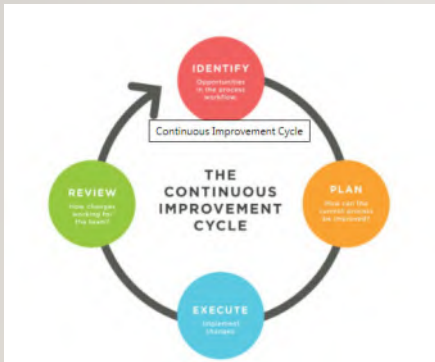 IDENTIFY
Opportunities
in the process
workflow.
Continuous Improvement Cycle
THE
CONTINUOUS
IMPROVEMENT
CYCLE
REVIEW
How changes
working for
the team?
PLAN
How can the
current process
be improved?
EXECUTE
Implement
changes